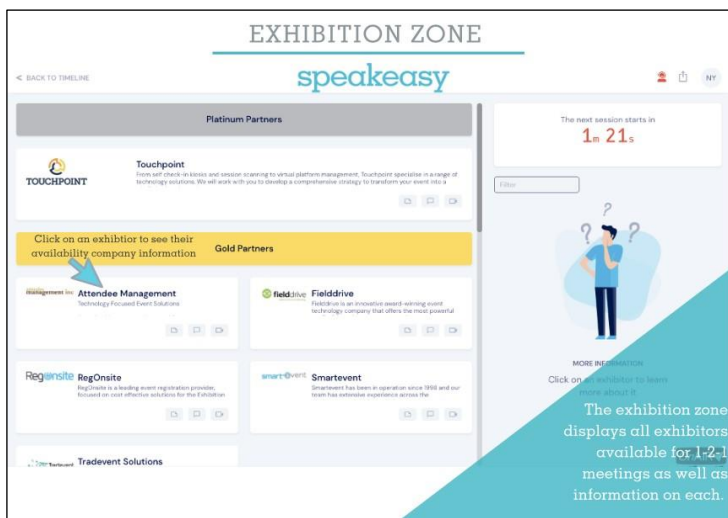 EXHIBITION ZONE
< BACK TO TIMELINE
speakeasy
NY
Platinum Partners
TOUCHPOINT
Touchpoint
From self check-in kiosks and session scanning to virtual platform management, Touchpoint specialise in a range of
technology solutions. We will work with you to develop a comprehensive strategy to transform your event into a
The next session starts in
1m 21s
Filter
Click on an exhibtior to see their
availability company information
Gold Partners
management inc
Attendee Management
Technology Focused Event Solutions
fielddrive
Fielddrive
Fielddrive is an innovative award-winning event
technology company that offers the most powerful
Regonsite
RegOnsite
RegOnsite is a leading event registration provider,
focused on cost effective solutions for the Exhibition
smartevent
Smartevent
Smartevent has been in operation since 1998 and our
team has extensive experience across the
Tradevent
Tradevent Solutions
? ? ?
MORE INFORMATION
Click on an exhibitor to learn
more about it
The exhibition zone
displays all exhibitors
available for 1-2-1
meetings as well as
information on each.